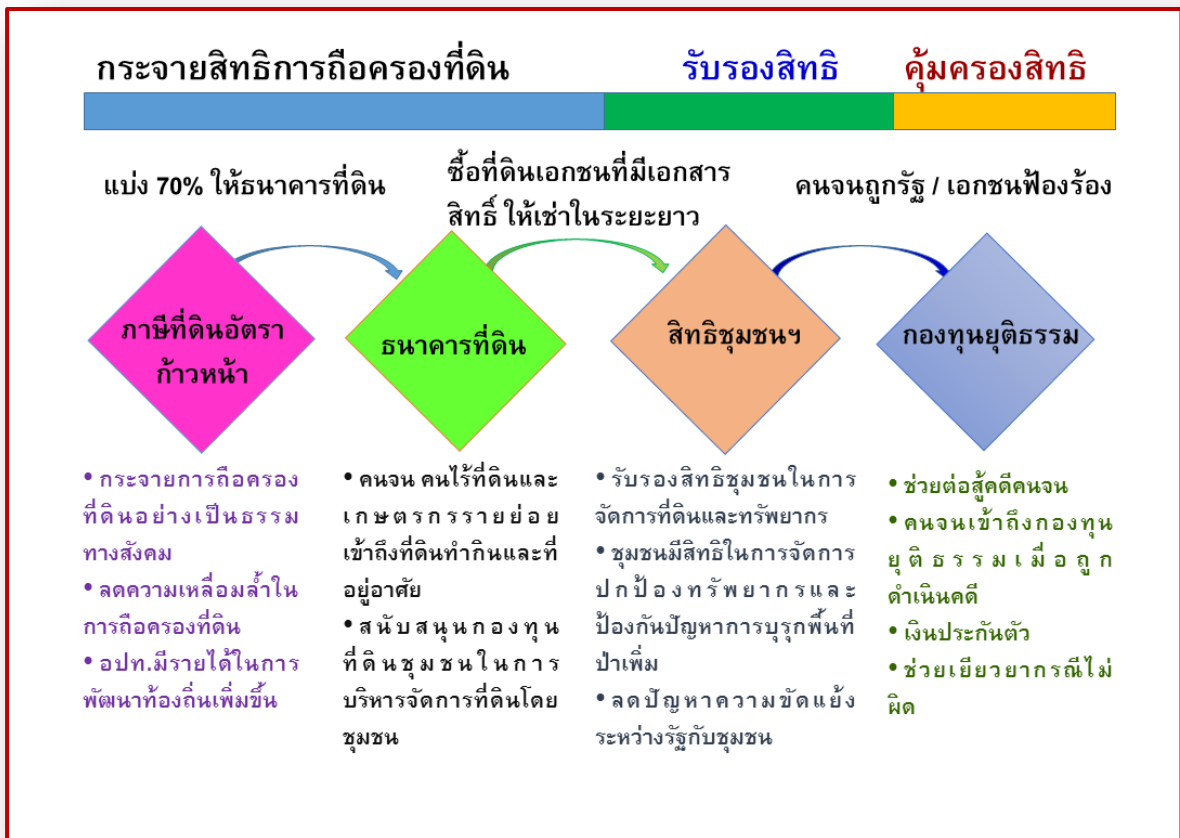 กระจายสิทธิการถือครองที่ดิน
รับรองสิทธิ
คุ้มครองสิทธิ
แบ่ง 70% ให้ธนาคารที่ดิน
ซื้อที่ดินเอกชนที่มีเอกสาร
สิทธิ์ ให้เช่าในระยะยาว
คนจนถูกรัฐ / เอกชนฟ้องร้อง
ภาษีที่ดินอัตรา
ก้าวหน้า
ธนาคารที่ดิน
สิทธิชุมชนฯ
กองทุนยุติธรรม
• กระจายการถือครอง
ที่ดินอย่างเป็นธรรม
ทางสังคม
• ลดความเหลื่อมล้ำใน
การถือครองที่ดิน
• อปท.มีรายได้ในการ
พัฒนาท้องถิ่นเพิ่มขึ้น
• คนจน คนไร้ที่ดินและ
เกษตรกรรายย่อย
เข้าถึงที่ดินทำกินและที่
อยู่อาศัย
• สนับสนุนกองทุน
ที่ดินชุมชนในการ
บริหารจัดการที่ดินโดย
ชุมชน
• รับรองสิทธิชุมชนในการ
จัดการที่ดินและทรัพยากร
• ชุมชนมีสิทธิในการจัดการ
ปกป้องทรัพยากรและ
ป้องกันปัญหาการบุรุกพื้นที่
ป่าเพิ่ม
• ลดปัญหาความขัดแย้ง
ระหว่างรัฐกับชุมชน
• ช่วยต่อสู้คดีคนจน
• คนจนเข้าถึงกองทุน
ยุติธรรมเมื่อถูก
ดำเนินคดี
• เงินประกันตัว
• ช่วยเยียวยากรณีไม่
ผิด